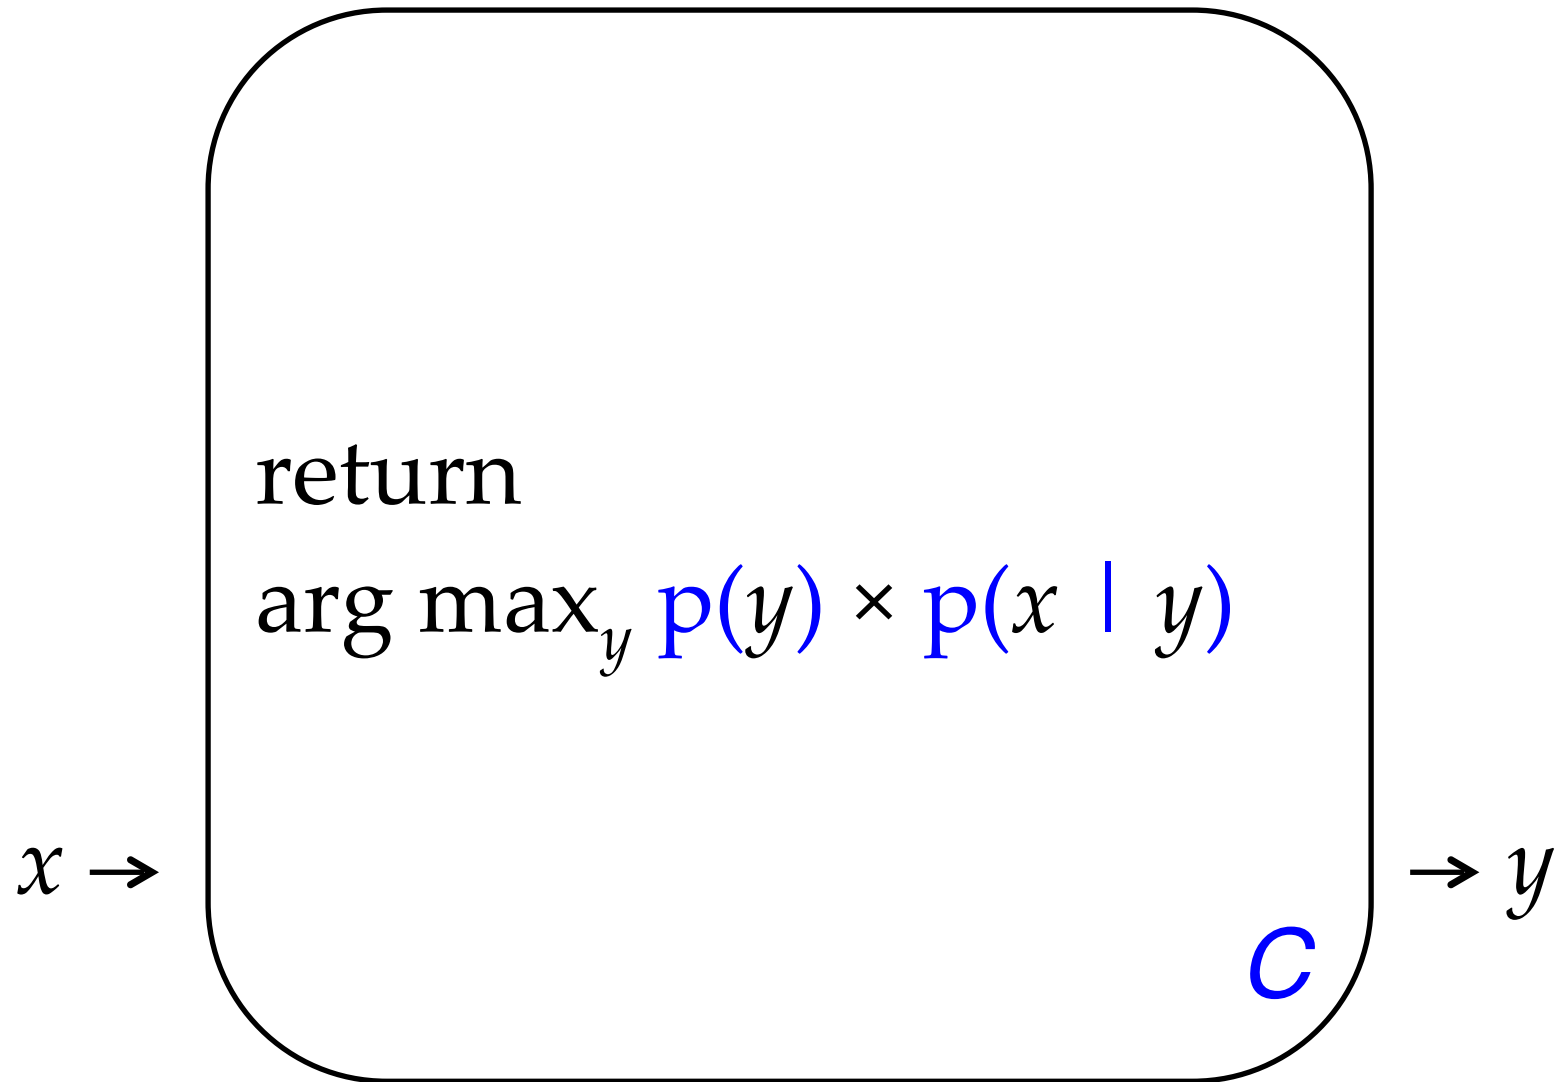 return
arg max_y p(y) × p(x | y)
x →
→ y
C